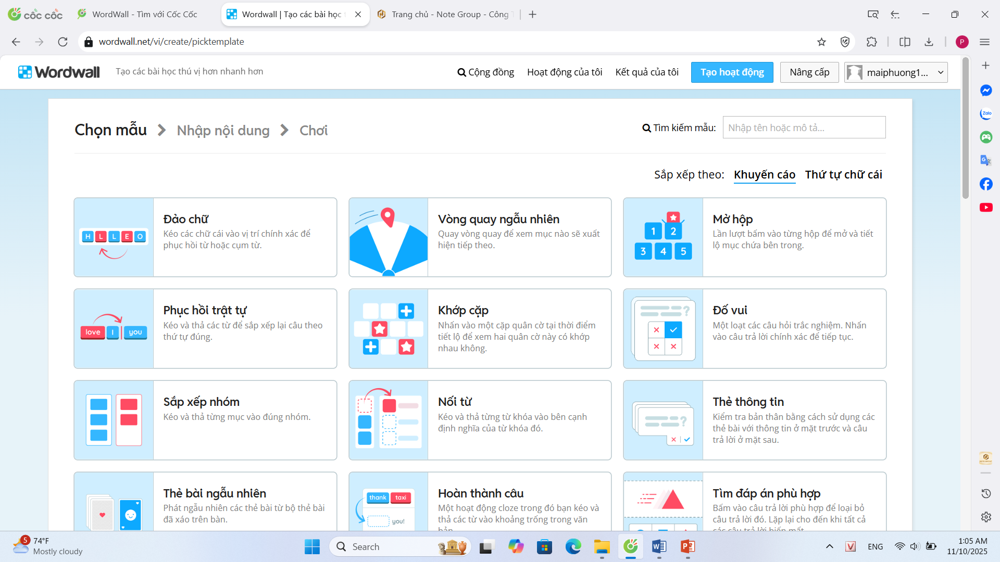 cốc cốc
WordWall - Tìm với Cốc Cốc
Wordwall | Tạo các bài học
Trang chủ - Note Group - Công
wordwall.net/vi/create/picktemplate
P
Wordwall
Tạo các bài học thú vị hơn nhanh hơn
Cộng đồng
Hoạt động của tôi
Kết quả của tôi
Tạo hoạt động
Nâng cấp
maiphuong1...
Zalo
Chọn mẫu
Nhập nội dung
Chơi
Tìm kiếm mẫu:
Nhập tên hoặc mô tả...
Sắp xếp theo:
Khuyến cáo
Thứ tự chữ cái
H L L E O
Đảo chữ
Kéo các chữ cái vào vị trí chính xác để
phục hồi từ hoặc cụm từ.
Vòng quay ngẫu nhiên
Quay vòng quay để xem mục nào sẽ xuất
hiện tiếp theo.
1 2
3 4 5
Mở hộp
Lần lượt bấm vào từng hộp để mở và tiết
lộ mục chứa bên trong.
love I you
Phục hồi trật tự
Kéo và thả các từ để sắp xếp lại câu theo
thứ tự đúng.
Khớp cặp
Nhấn vào một cặp quân cờ tại thời điểm
tiết lộ để xem hai quân cờ này có khớp
nhau không.
?
Đố vui
Một loạt các câu hỏi trắc nghiệm. Nhấn
vào câu trả lời chính xác để tiếp tục.
Sắp xếp nhóm
Kéo và thả từng mục vào đúng nhóm.
Nối từ
Kéo và thả từng từ khóa vào bên cạnh
định nghĩa của từ khóa đó.
?
Thẻ thông tin
Kiểm tra bản thân bằng cách sử dụng các
thẻ bài với thông tin ở mặt trước và câu
trả lời ở mặt sau.
Thẻ bài ngẫu nhiên
Phát ngẫu nhiên các thẻ bài từ bộ thẻ bài
đã xáo trên bàn.
thank taxi
you!
Hoàn thành câu
Một hoạt động cloze trong đó bạn kéo và
thả các từ vào khoảng trống trong văn
bản.
Tìm đáp án phù hợp
Bấm vào câu trả lời phù hợp để loại bỏ
câu trả lời đó. Lặp lại cho đến khi tất cả
các câu trả lời biến mất.
5
74°F
Mostly cloudy
Search
ENG
1:05 AM
11/10/2025